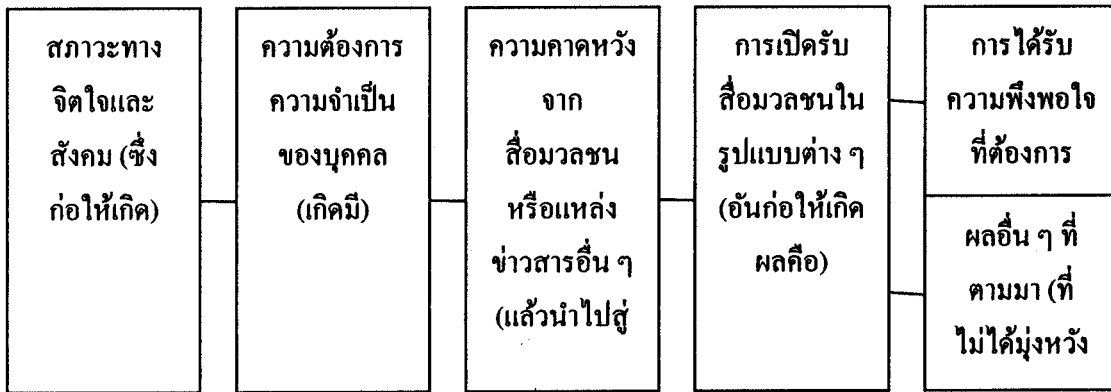 สภาวะทาง
จิตใจและ
สังคม (ซึ่ง
ก่อให้เกิด)
ความต้องการ
ความจำเป็น
ของบุคคล
(เกิดมี)
ความคาดหวัง
จาก
สื่อมวลชน
หรือแหล่ง
ข่าวสารอื่น ๆ
(แล้วนำไปสู่
การเปิดรับ
สื่อมวลชนใน
รูปแบบต่าง ๆ
(อันก่อให้เกิด
ผลคือ)
การได้รับ
ความพึงพอใจ
ที่ต้องการ
ผลอื่น ๆ ที่
ตามมา (ที่
ไม่ได้มุ่งหวัง